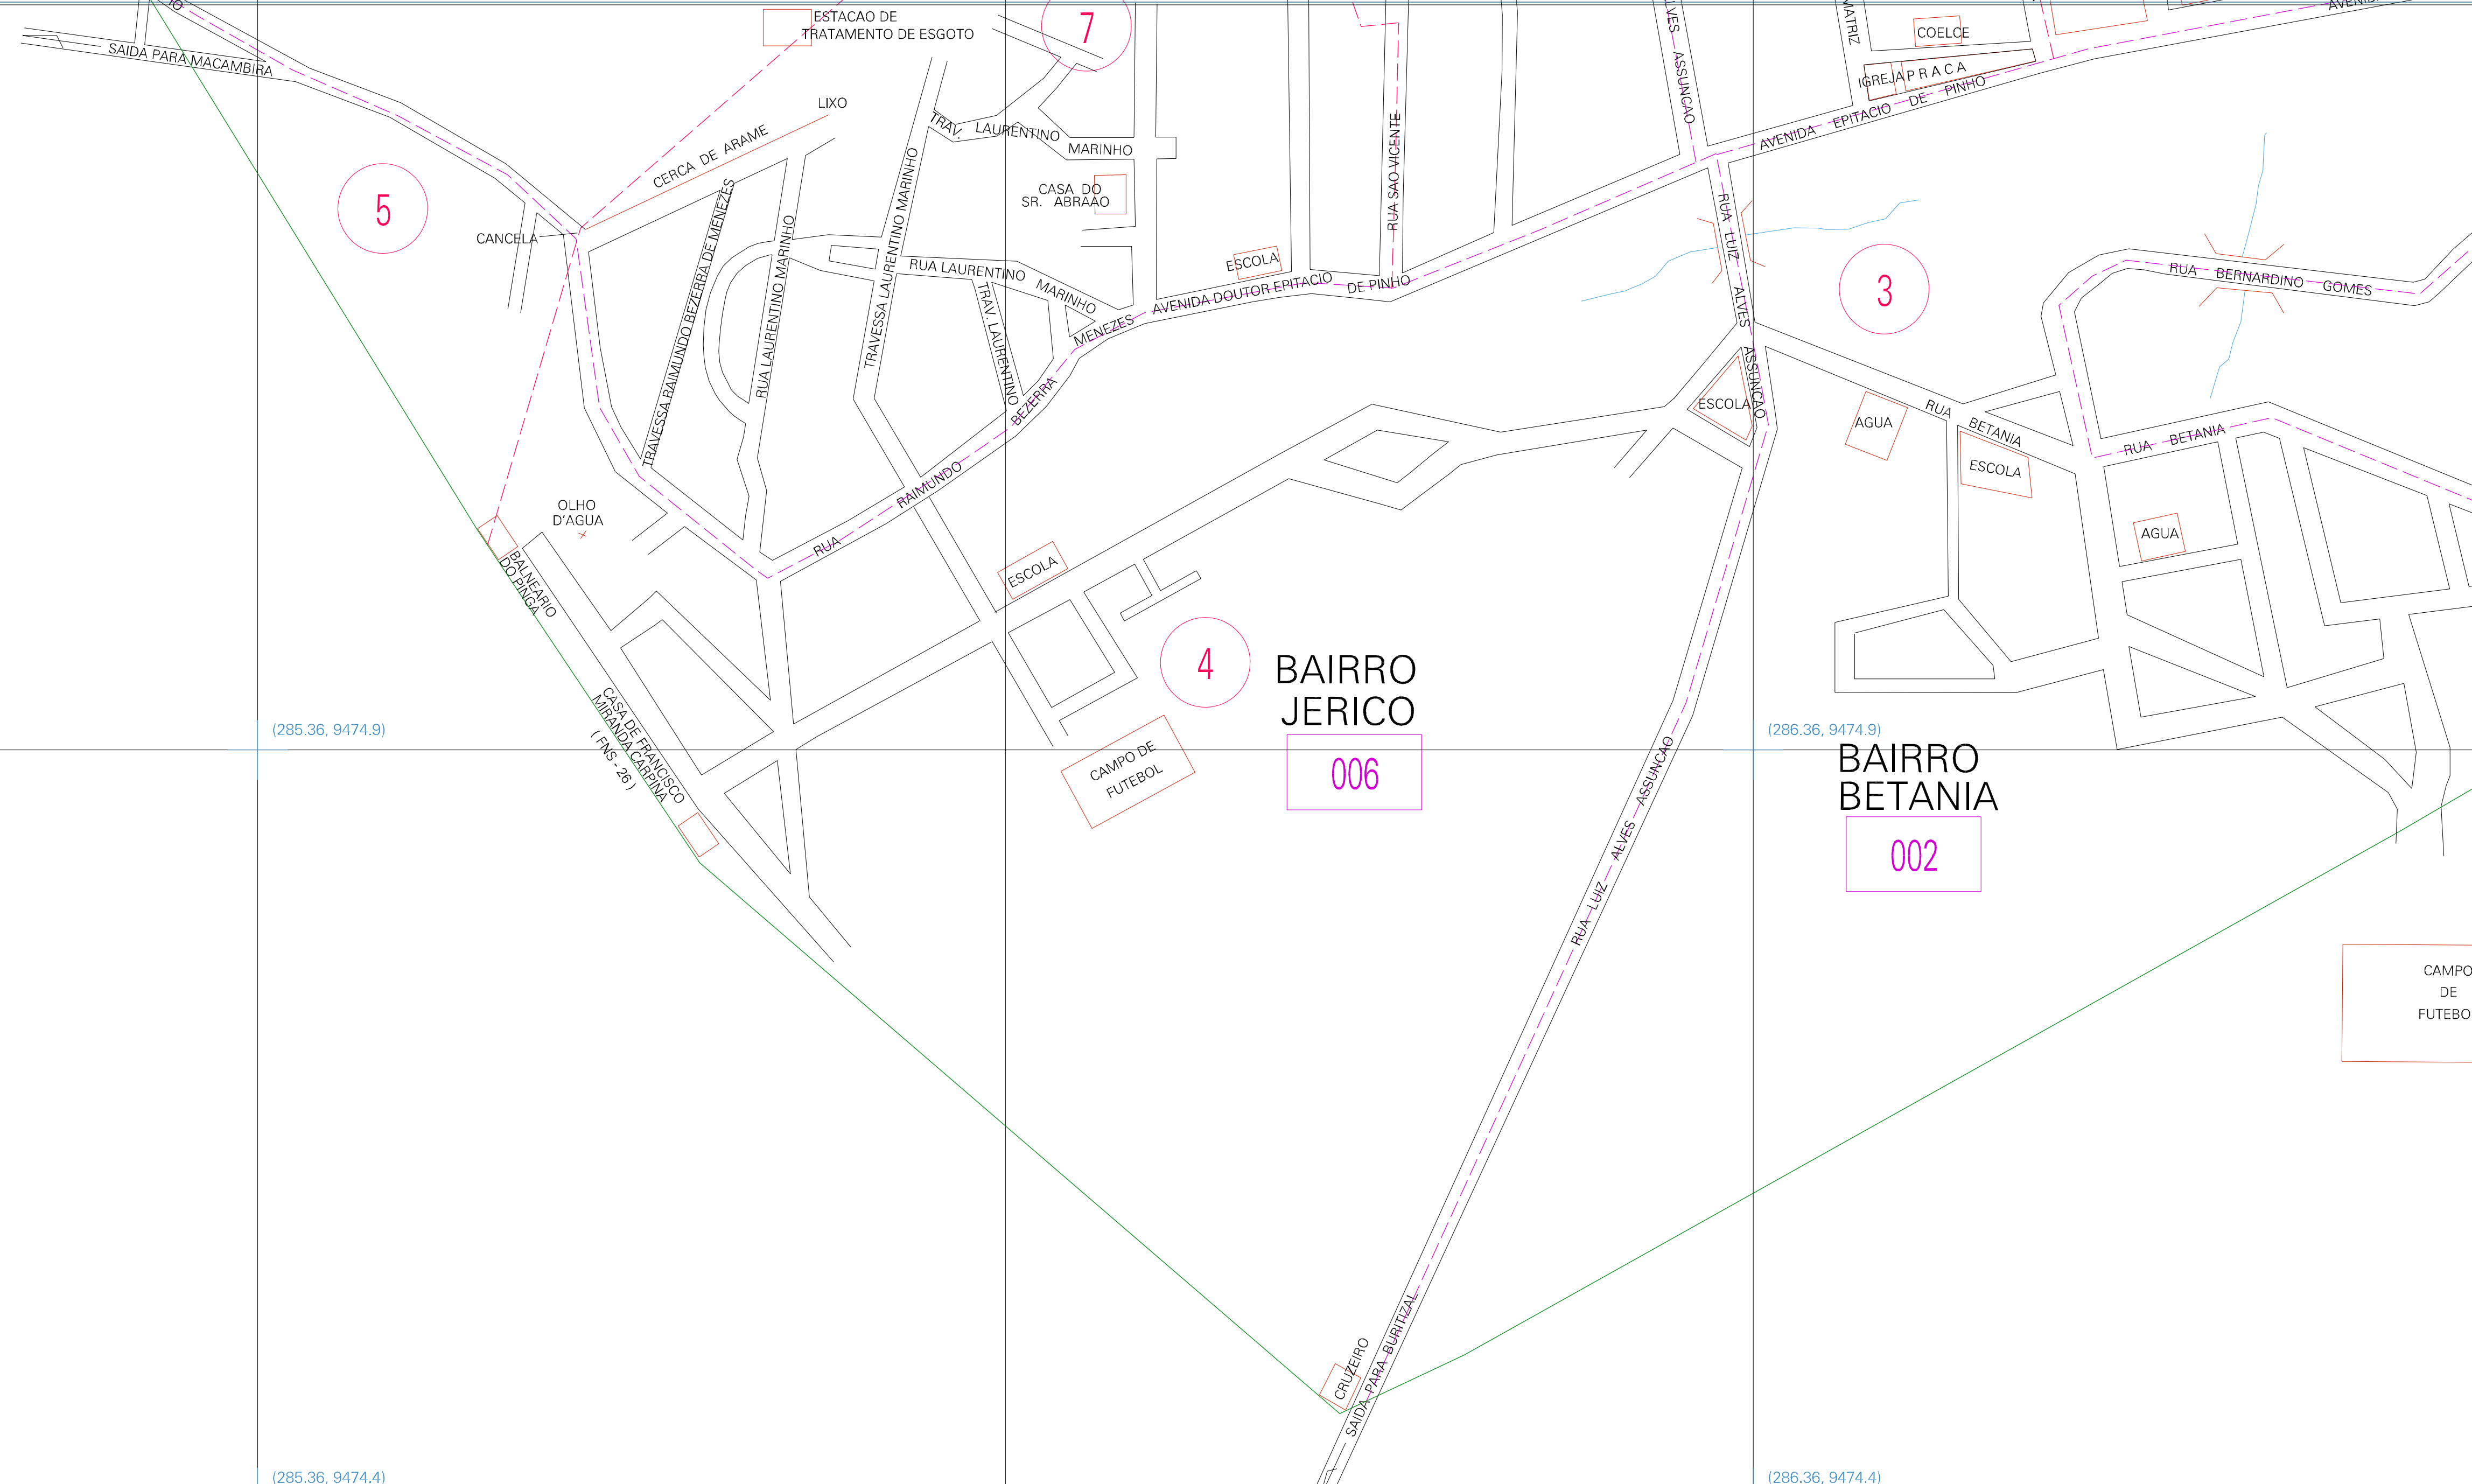 ESTACAO DE
TRATAMENTO DE ESGOTO
7
SAIDA PARA MACAMBIRA
LIXO
CERCA DE ARAME
5
CANCELA
TRAV. LAURENTINO MARINHO
CASA DO
SR. ABRAAO
TRAVESSA RAIMUNDO BEZERRA DE MENEZES
RUA LAURENTINO MARINHO
TRAVESSA LAURENTINO MARINHO
RUA LAURENTINO MARINHO
TRAV. LAURENTINO
RUA SAO VICENTE
ESCOLA
AVENIDA DOUTOR EPITACIO DE PINHO
RUA RAIMUNDO BEZERRA MENEZES
ALVES ASSUNCAO
MATRIZ
COELCE
IGREJA
PRACA
AVENIDA EPITACIO DE PINHO
RUA LUIZ ALVES ASSUNCAO
3
RUA BERNARDINO GOMES
ESCOLA
AGUA
RUA BETANIA
ESCOLA
RUA BETANIA
AGUA
OLHO
D'AGUA
BALNEARIO
DO PINGA
ESCOLA
4
BAIRRO
JERICO
006
CASA DE FRANCISCO
MIRANDA CARPINA
( FNS - 26 )
CAMPO DE
FUTEBOL
(285.36, 9474.9)
(286.36, 9474.9)
BAIRRO
BETANIA
002
RUA LUIZ ALVES ASSUNCAO
CAMPO
DE
FUTEBO
CRUZEIRO
SAIDA PARA BURITIZAL
(285.36, 9474.4)
(286.36, 9474.4)